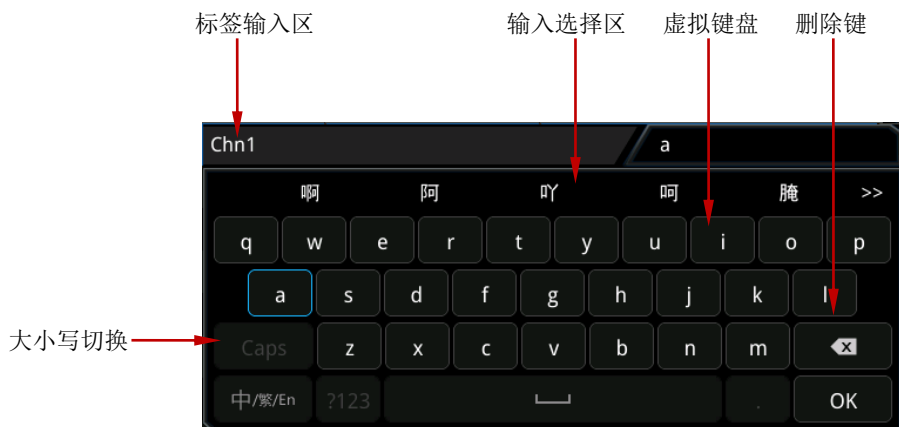 标签输入区 输入选择区 虚拟键盘 删除键
Chn1 a
啊 阿 吖 呵 腌 >>
q w e r t y u i o p
a s d f g h j k l
大小写切换 Caps z x c v b n m
中/繁/En ?123 . OK